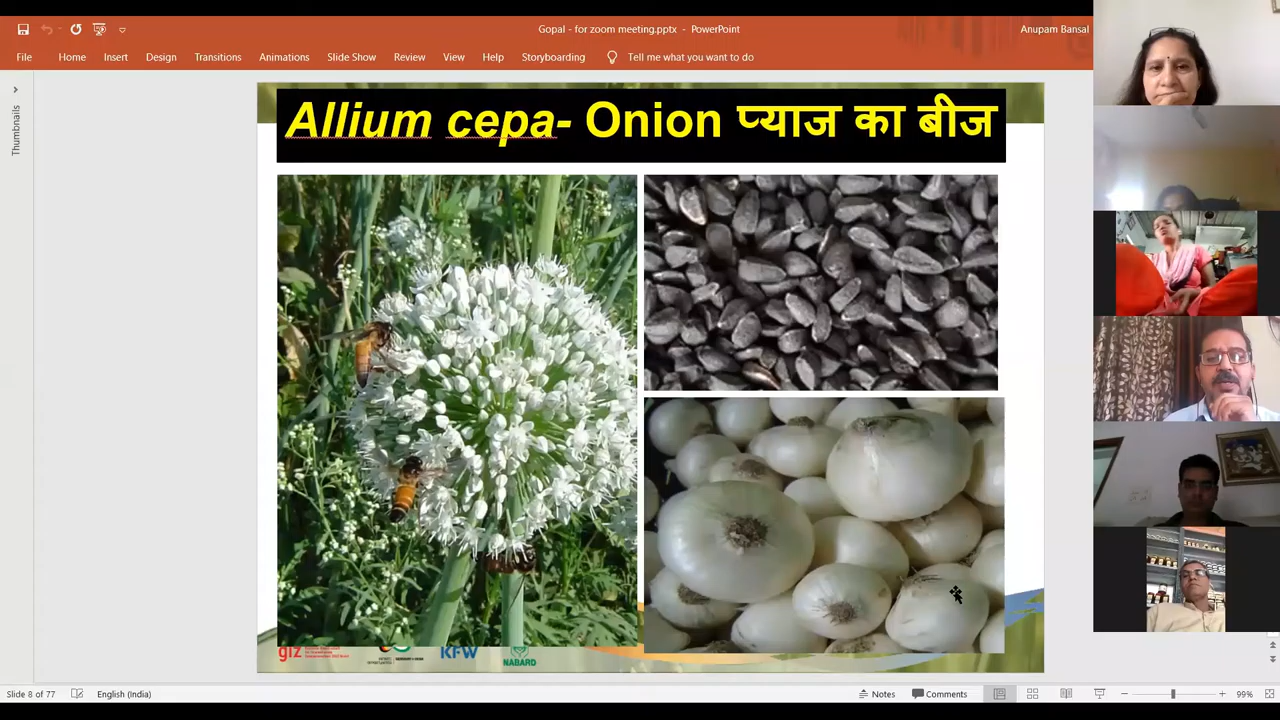 Gopal - for zoom meeting.pptx - PowerPoint
Anupam Bansal
File Home Insert Design Transitions Animations Slide Show Review View Help Storyboarding Tell me what you want to do
Thumbnails
Allium cepa- Onion प्याज का बीज
giz
KFW
NABARD
Slide 8 of 77 English (India) Notes Comments 99%